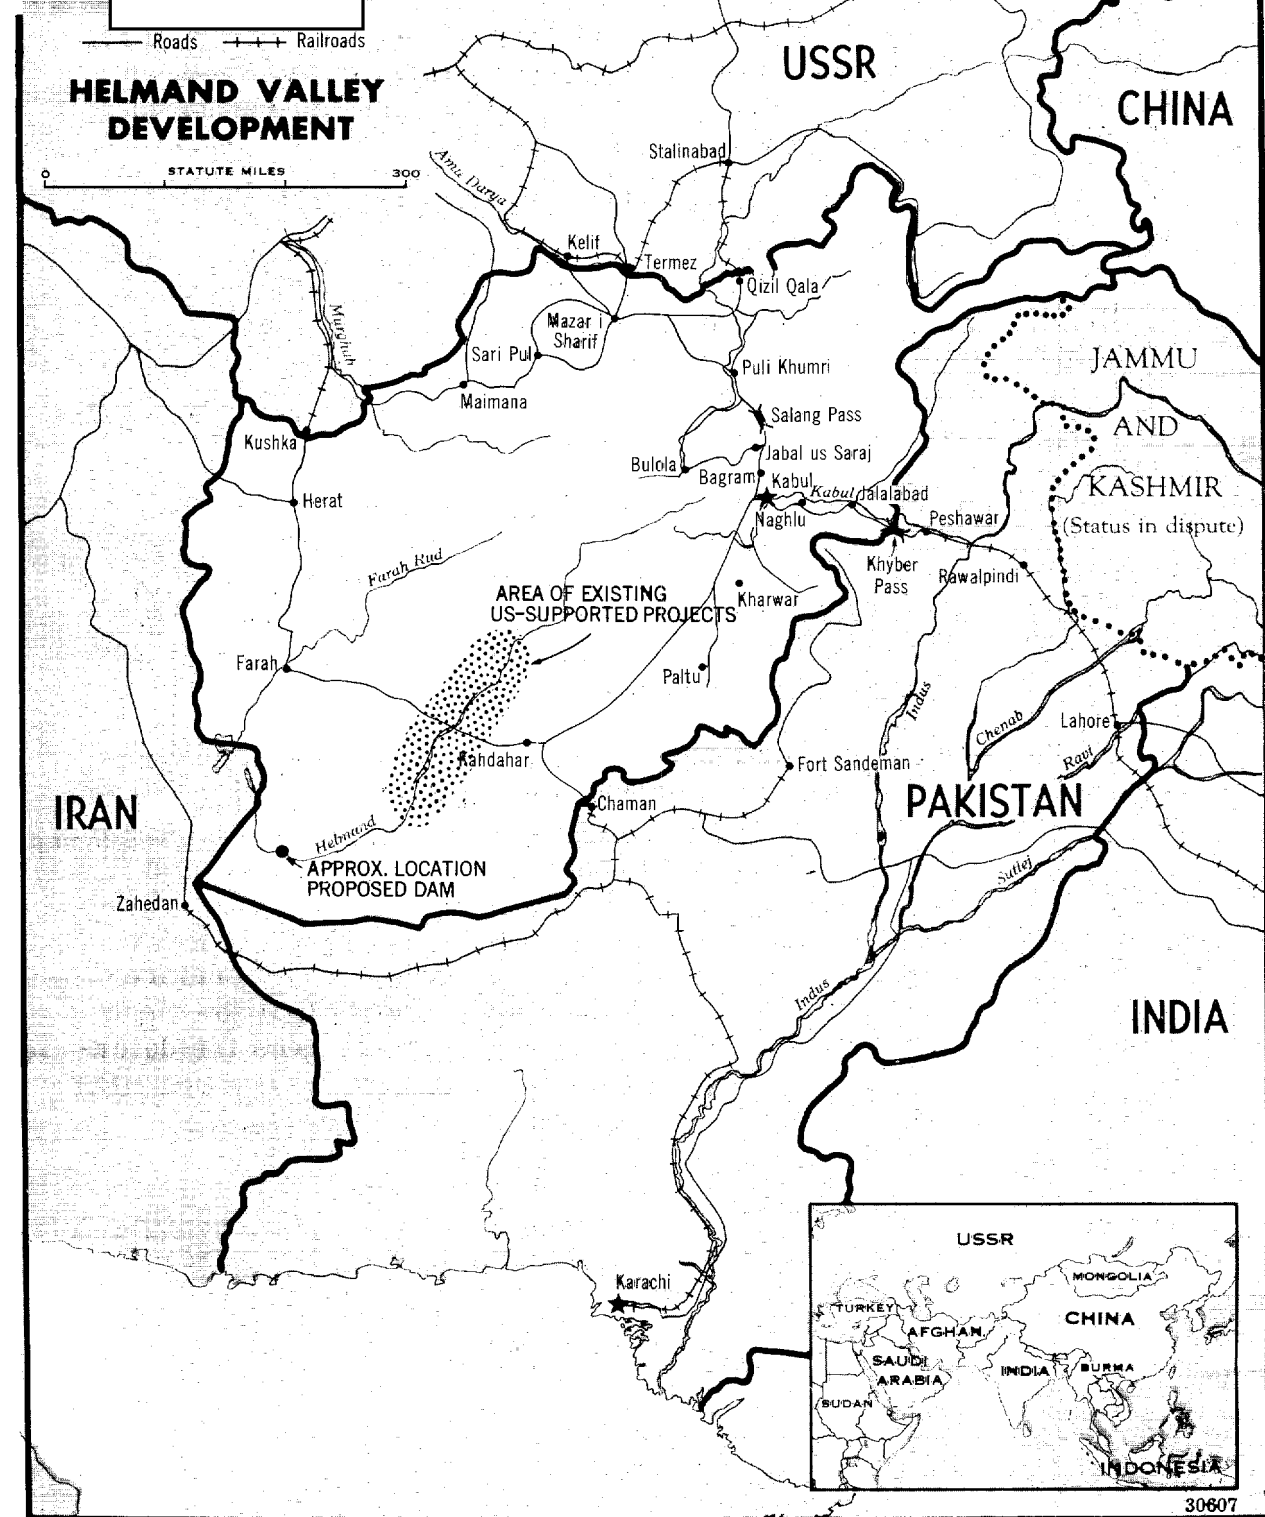 Roads Railroads
HELMAND VALLEY
DEVELOPMENT
0 STATUTE MILES 300
USSR
CHINA
Stalinabad
Amu Darya
Kelif
Termez
Qizil Qala
Murghab
Mazar i
Sharif
Sari Pul
Maimana
Puli Khumri
Salang Pass
JAMMU
AND
KASHMIR
(Status in dispute)
Kushka
Herat
Bulola
Jabal us Saraj
Bagram
Kabul
Kabul
Jalalabad
Naghlu
Peshawar
Khyber
Pass
Rawalpindi
Farah Rud
AREA OF EXISTING
US-SUPPORTED PROJECTS
Kharwar
Farah
Paltu
Indus
Chenab
Lahore
Ravi
Kahdahar
Fort Sandeman
IRAN
Chaman
PAKISTAN
Helmand
APPROX. LOCATION
PROPOSED DAM
Sutlej
Zahedan
Indus
INDIA
Karachi
USSR
MONGOLIA
TURKEY
CHINA
AFGHAN.
SAUDI
ARABIA
INDIA
BURMA
SUDAN
INDONESIA
30607